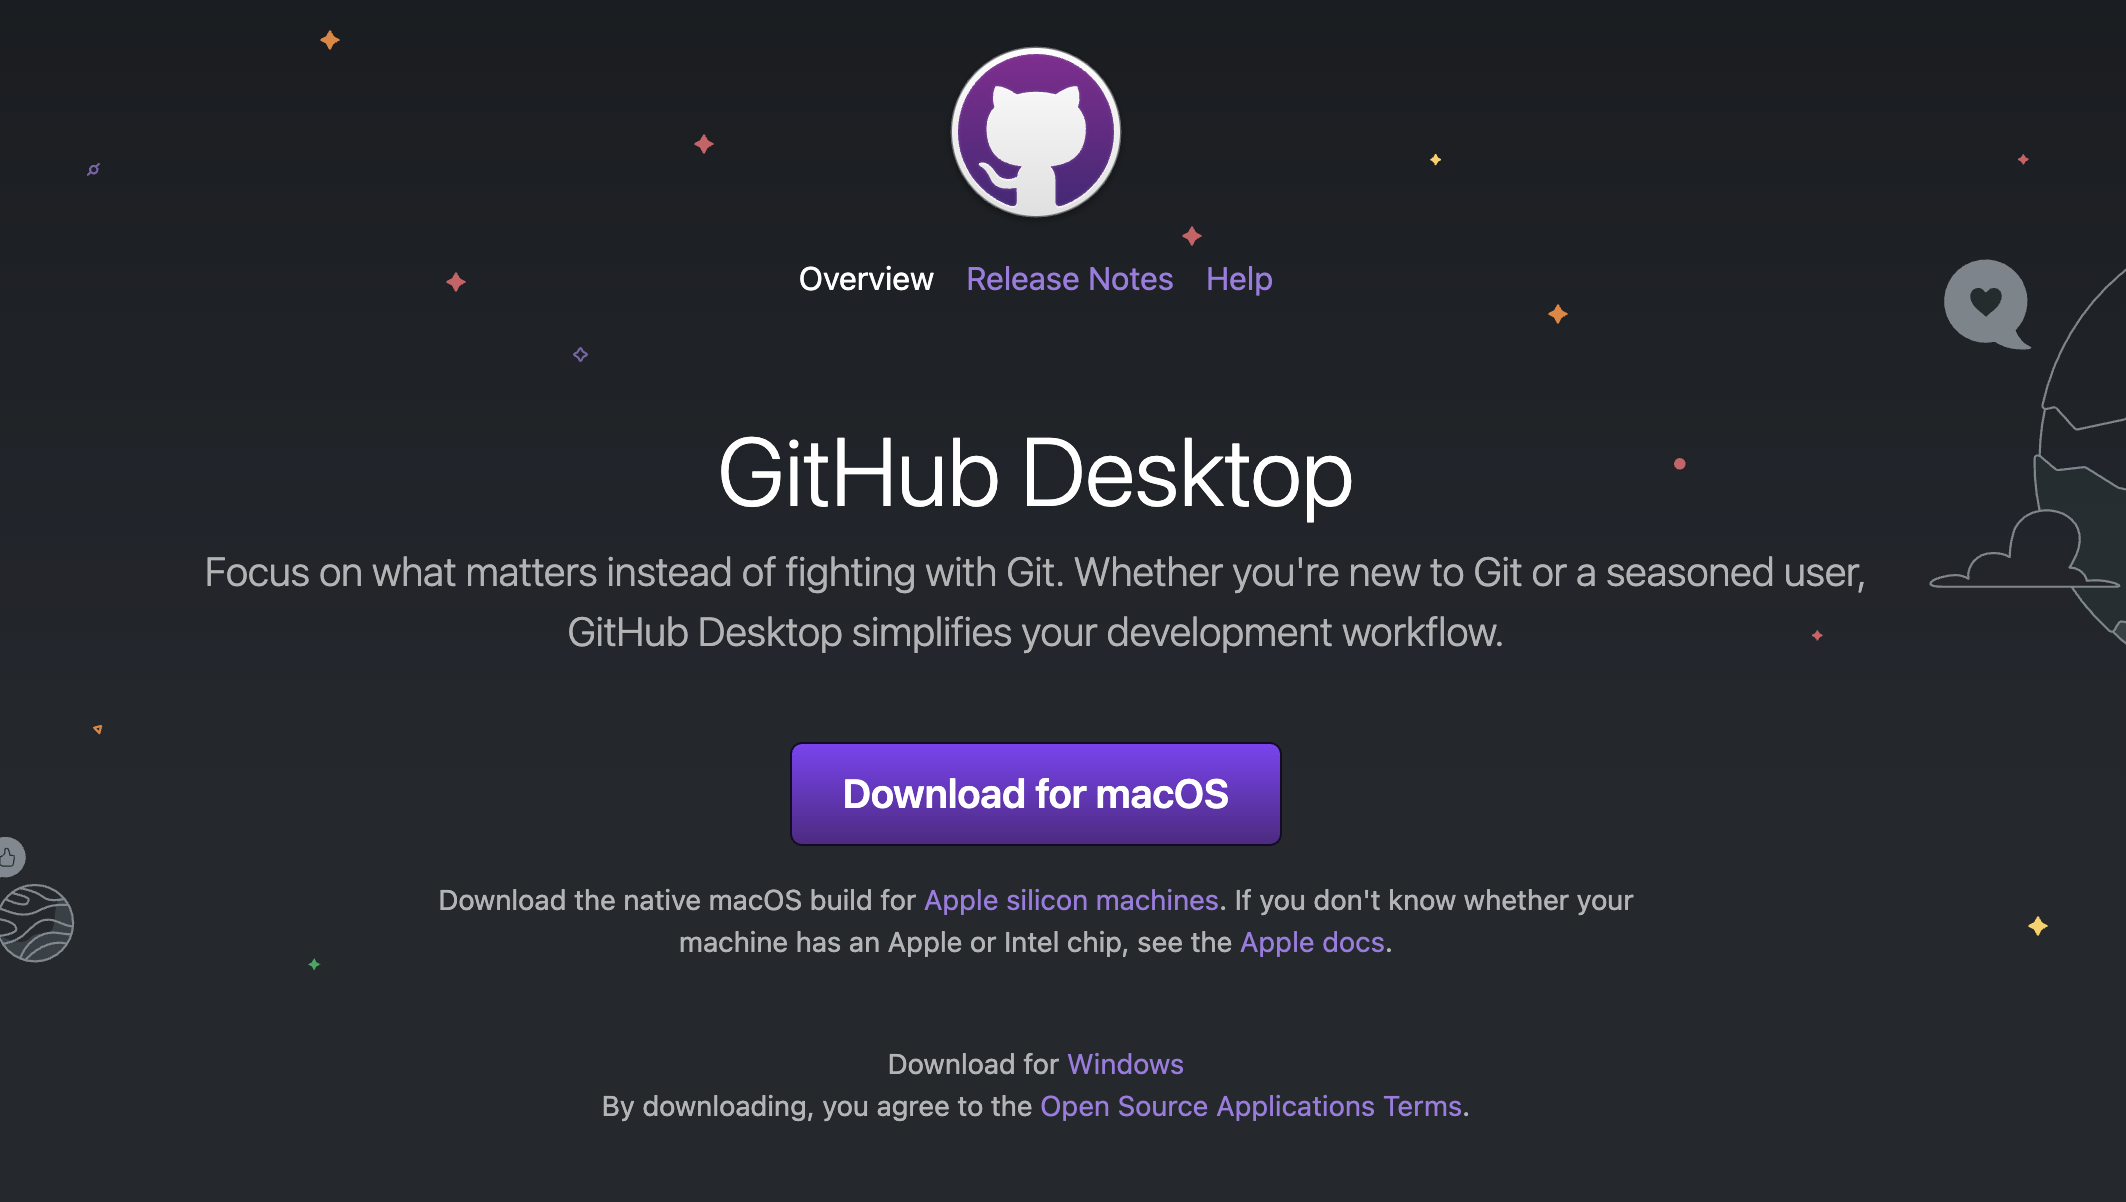 Overview Release Notes Help
GitHub Desktop
Focus on what matters instead of fighting with Git. Whether you're new to Git or a seasoned user,
GitHub Desktop simplifies your development workflow.
Download for macOS
Download the native macOS build for Apple silicon machines. If you don't know whether your
machine has an Apple or Intel chip, see the Apple docs.
Download for Windows
By downloading, you agree to the Open Source Applications Terms.